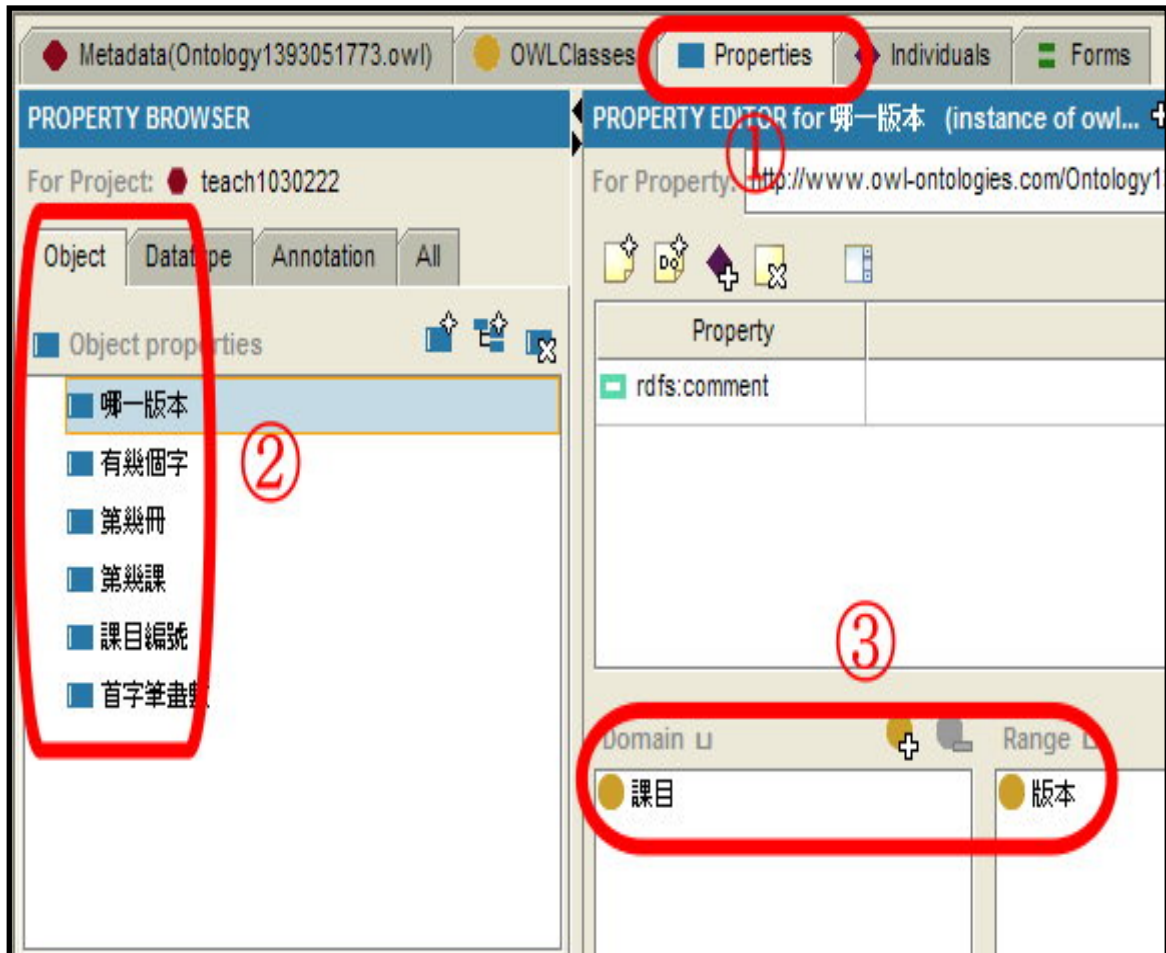 Metadata(Ontology1393051773.owl) OWLClasses Properties Individuals Forms
PROPERTY BROWSER
For Project: teach1030222
Object Datatype Annotation All
Object properties
哪一版本
有幾個字
第幾冊
第幾課
課目編號
首字筆畫數
②
PROPERTY EDITOR for 哪一版本 (instance of owl...
①
For Property: http://www.owl-ontologies.com/Ontology1
Property
rdfs:comment
③
Domain ⊔ Range ⊔
課目 版本